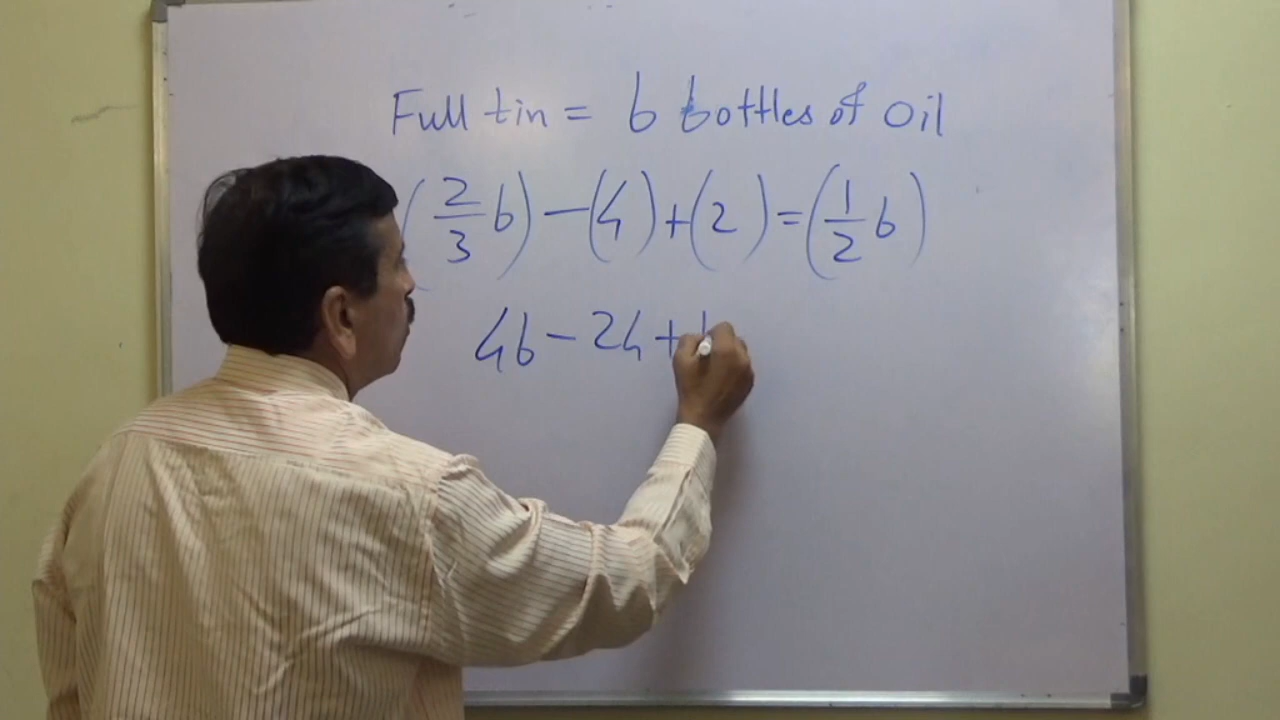 Full tin = b bottles of oil
(2/3 b) - (4) + (2) = (1/2 b)
4b - 24 +